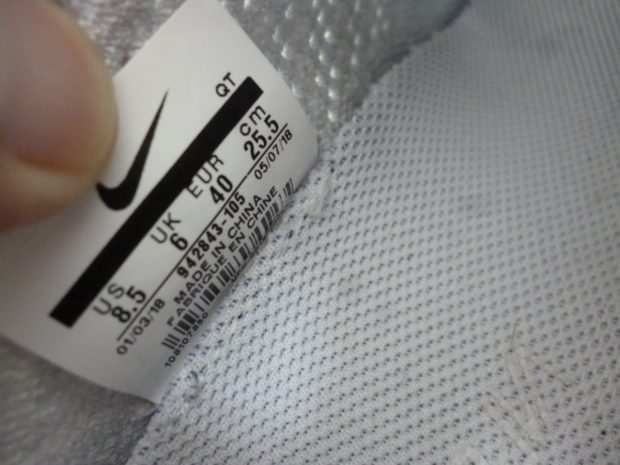 QT
US UK EUR cm
8.5 6 40 25.5
01/03/18 942843-105 05/07/18
MADE IN CHINA
FABRIQUE EN CHINE